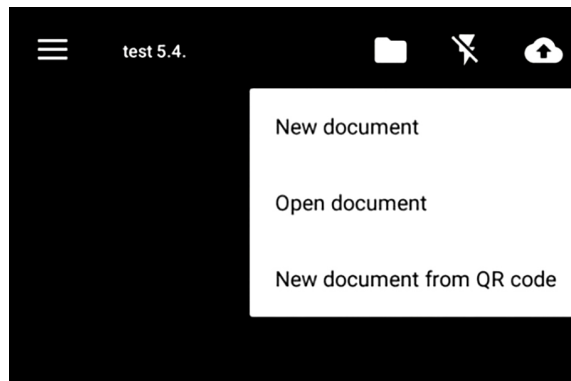 test 5.4.
New document
Open document
New document from QR code